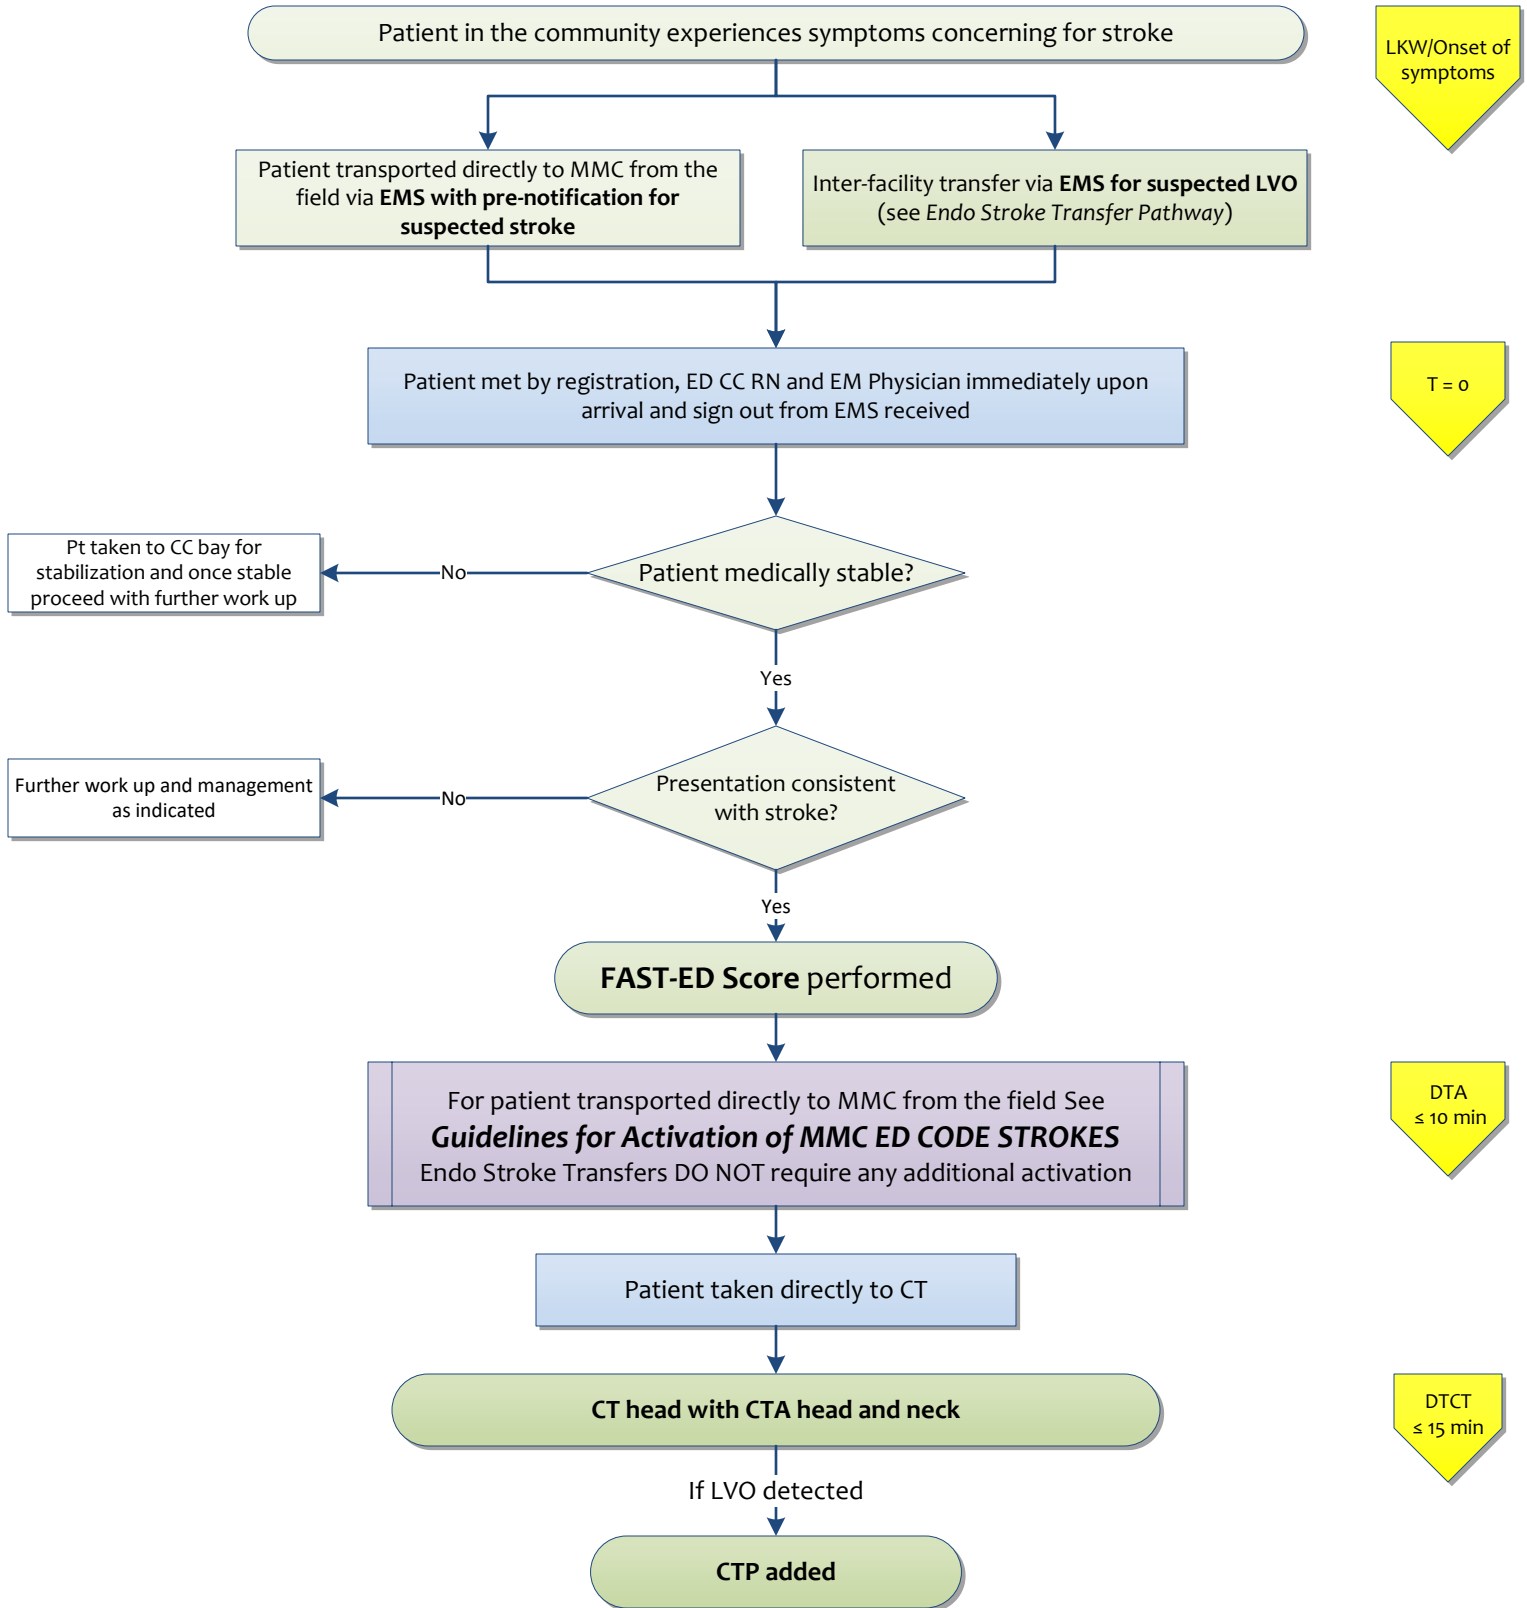 Patient in the community experiences symptoms concerning for stroke
LKW/Onset of
symptoms
Patient transported directly to MMC from the
field via EMS with pre-notification for
suspected stroke
Inter-facility transfer via EMS for suspected LVO
(see Endo Stroke Transfer Pathway)
Patient met by registration, ED CC RN and EM Physician immediately upon
arrival and sign out from EMS received
T = 0
Patient medically stable?
No
Pt taken to CC bay for
stabilization and once stable
proceed with further work up
Yes
Presentation consistent
with stroke?
No
Further work up and management
as indicated
Yes
FAST-ED Score performed
For patient transported directly to MMC from the field See
Guidelines for Activation of MMC ED CODE STROKES
Endo Stroke Transfers DO NOT require any additional activation
DTA
≤ 10 min
Patient taken directly to CT
CT head with CTA head and neck
DTCT
≤ 15 min
If LVO detected
CTP added